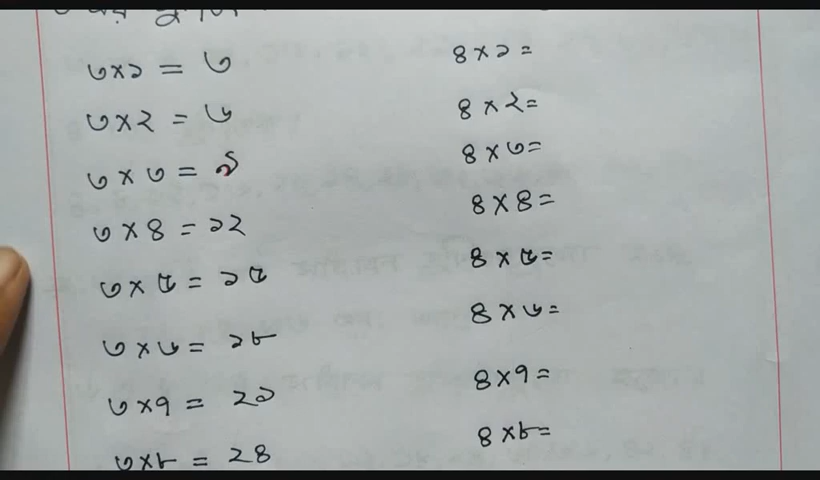 ৩×১ = ৩
৩×২ = ৬
৩×৩ = ৯
৩×৪ = ১২
৩×৫ = ১৫
৩×৬ = ১৮
৩×৭ = ২১
৩×৮ = ২৪
৪×১=
৪×২=
৪×৩=
৪×৪=
৪×৫=
৪×৬=
৪×৭=
৪×৮=